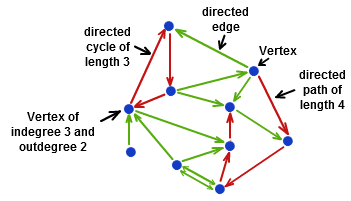 directed
edge
directed
cycle of
length 3
Vertex
directed
path of
length 4
Vertex of
indegree 3 and
outdegree 2